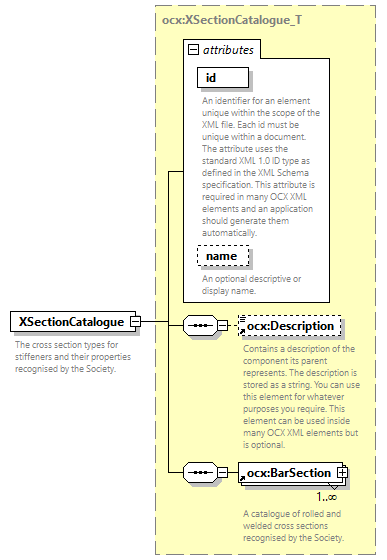 ocx:XSectionCatalogue_T
attributes
id
An identifier for an element
unique within the scope of the
XML file. Each id must be
unique within a document.
The attribute uses the
standard XML 1.0 ID type as
defined in the XML Schema
specification. This attribute is
required in many OCX XML
elements and an application
should generate them
automatically.
name
An optional descriptive or
display name.
XSectionCatalogue
The cross section types for
stiffeners and their properties
recognised by the Society.
ocx:Description
Contains a description of the
component its parent
represents. The description is
stored as a string. You can use
this element for whatever
purposes you require. This
element can be used inside
many OCX XML elements but
is optional.
ocx:BarSection
1..∞
A catalogue of rolled and
welded cross sections
recognised by the Society.